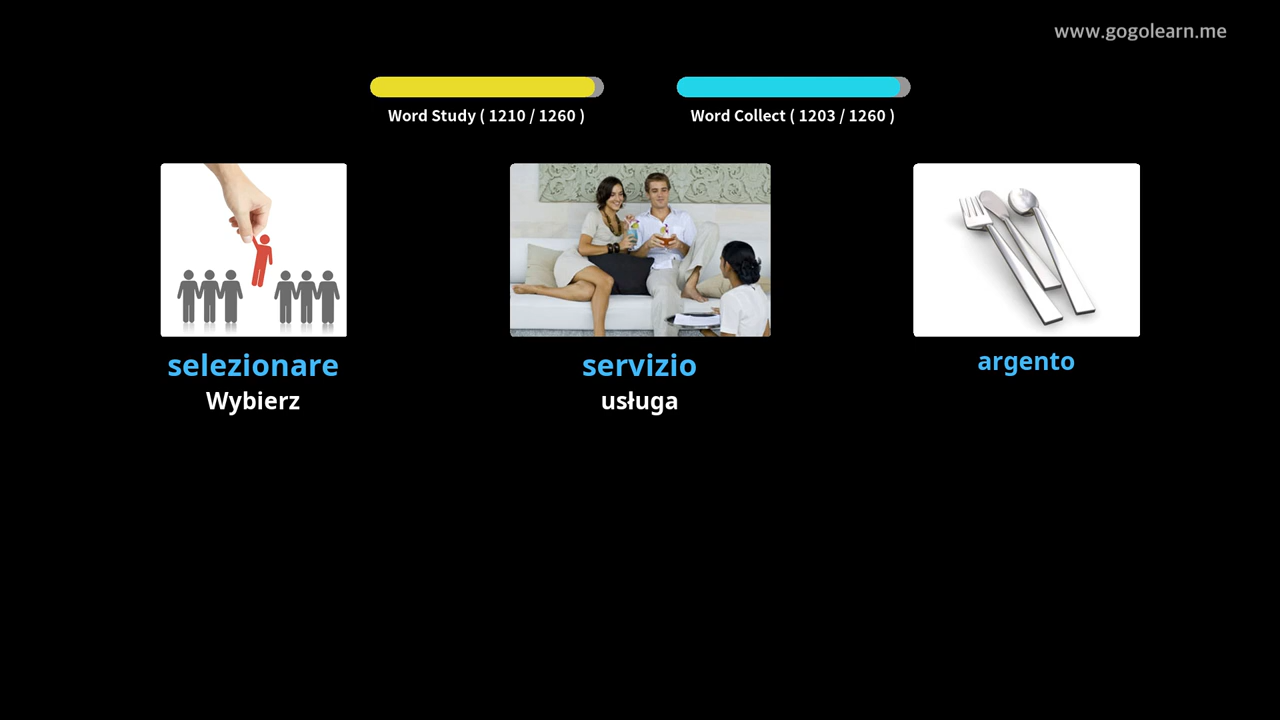 www.gogolearn.me
Word Study ( 1210 / 1260 )
Word Collect ( 1203 / 1260 )
selezionare
Wybierz
servizio
usługa
argento